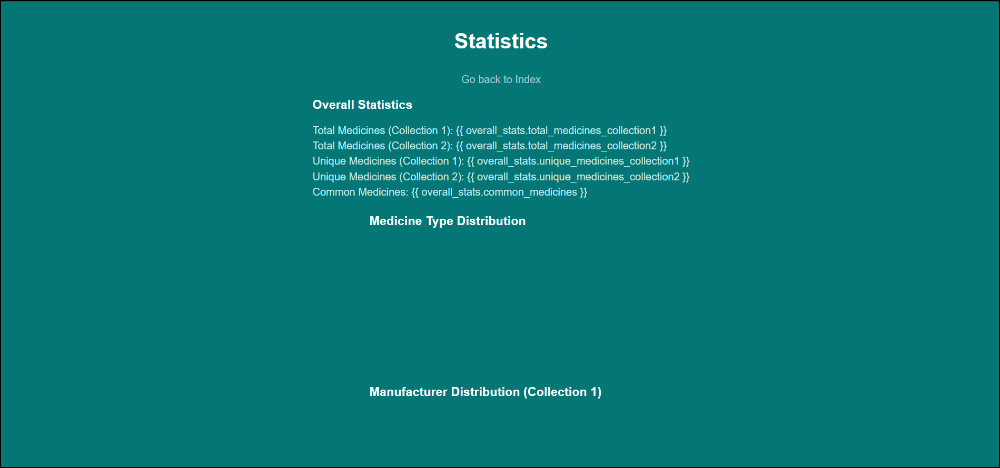 Statistics
Go back to Index
Overall Statistics
Total Medicines (Collection 1): {{ overall_stats.total_medicines_collection1 }}
Total Medicines (Collection 2): {{ overall_stats.total_medicines_collection2 }}
Unique Medicines (Collection 1): {{ overall_stats.unique_medicines_collection1 }}
Unique Medicines (Collection 2): {{ overall_stats.unique_medicines_collection2 }}
Common Medicines: {{ overall_stats.common_medicines }}
Medicine Type Distribution
Manufacturer Distribution (Collection 1)